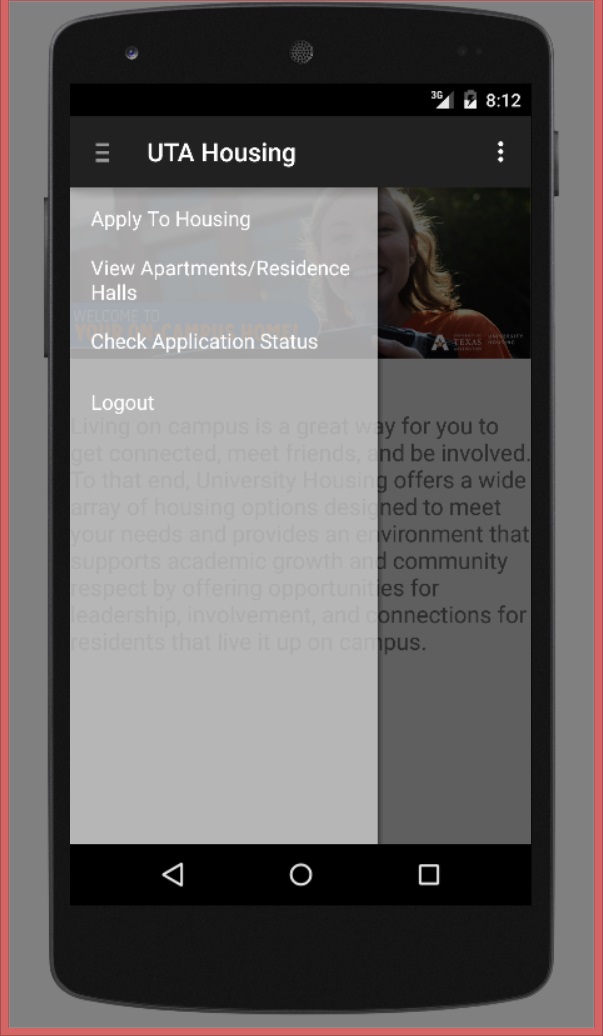 3G 8:12
UTA Housing
Apply To Housing
View Apartments/Residence
Halls
WELCOME TO
YOUR ON-CAMPUS HOME!
Check Application Status
TEXAS
UNIVERSITY
HOUSING
Logout
Living on campus is a great way for you to
get connected, meet friends, and be involved.
To that end, University Housing offers a wide
array of housing options designed to meet
your needs and provides an environment that
supports academic growth and community
respect by offering opportunities for
leadership, involvement, and connections for
residents that live it up on campus.